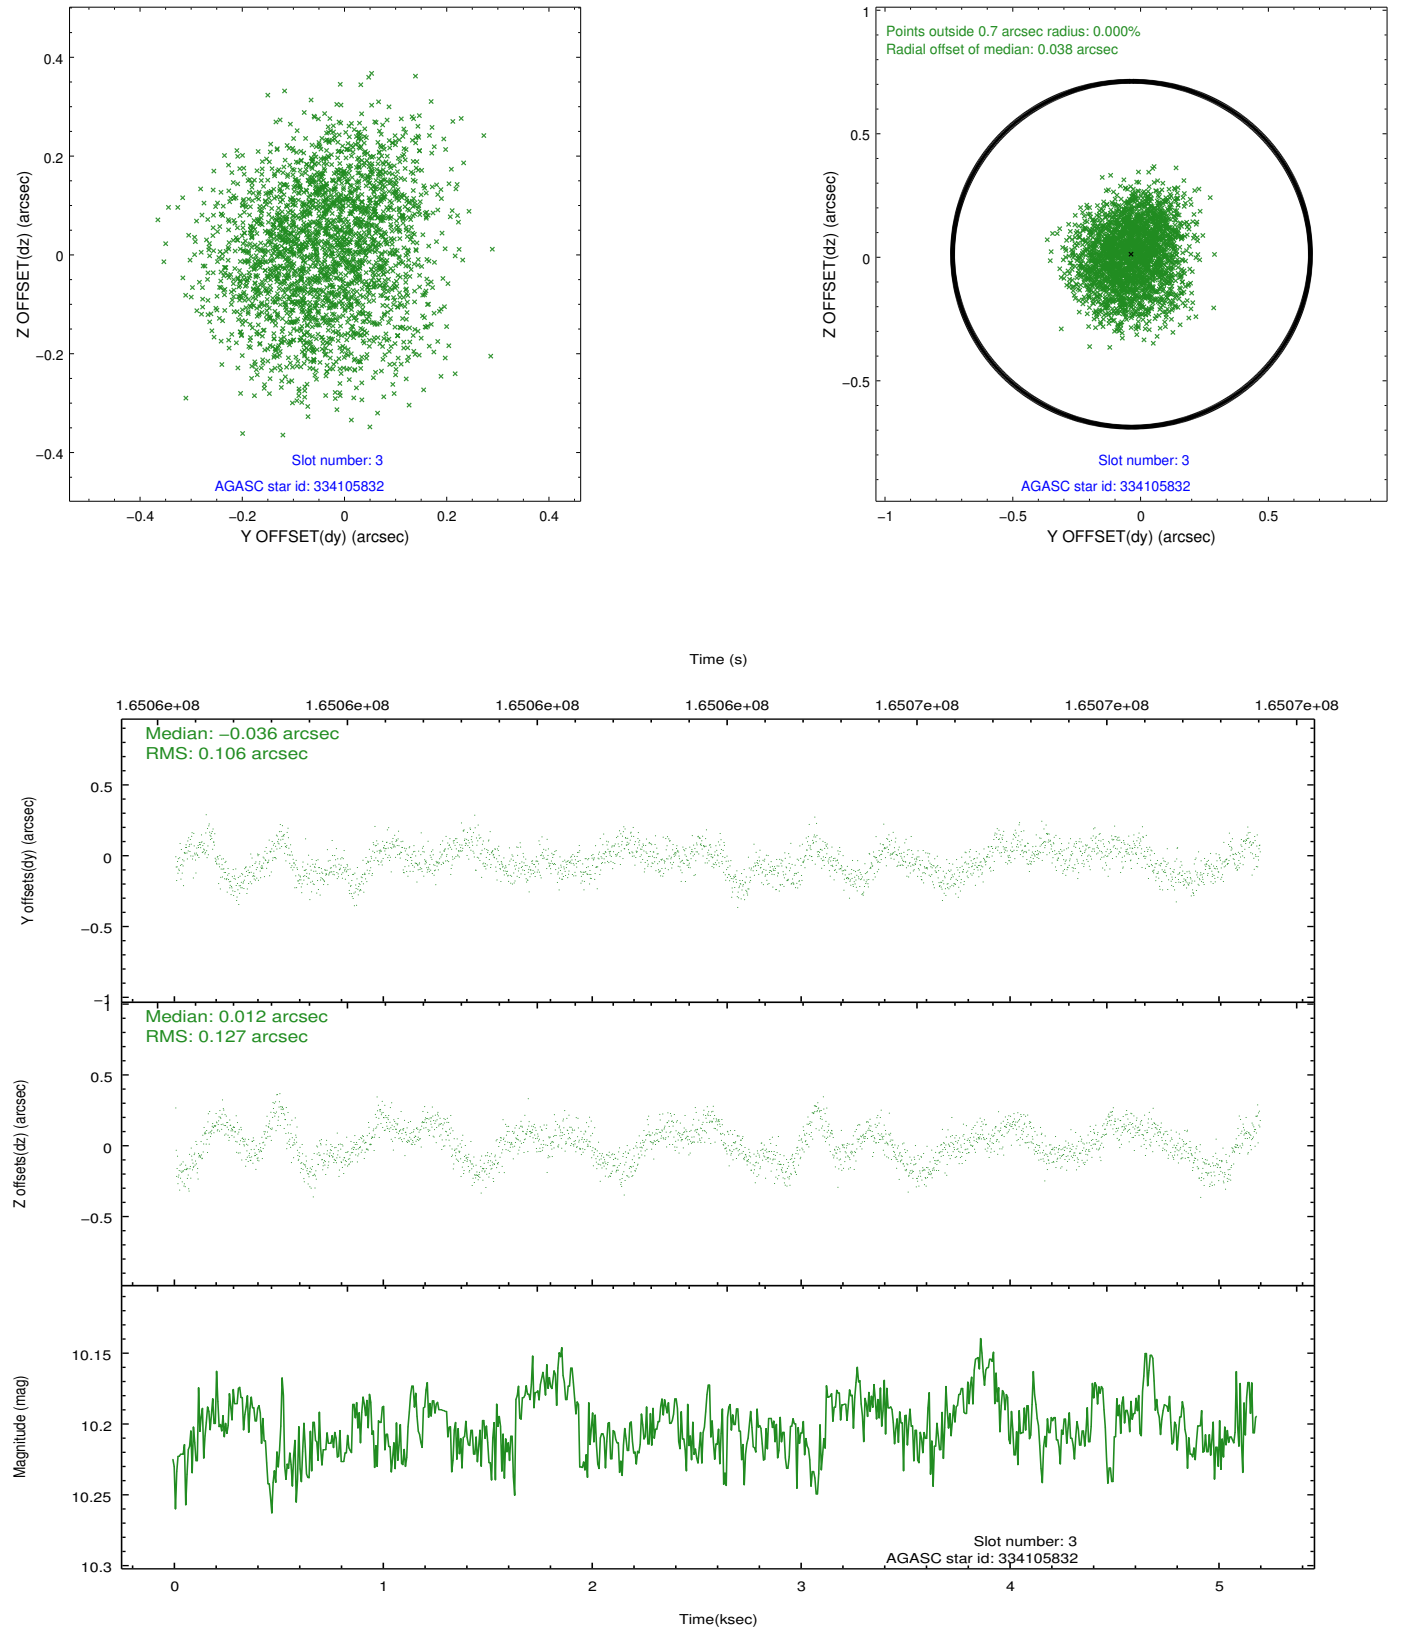 0.4
0.2
0
−0.2
−0.4
Z OFFSET(dz) (arcsec)
Slot number: 3
AGASC star id: 334105832
−0.4 −0.2 0 0.2 0.4
Y OFFSET(dy) (arcsec)
Points outside 0.7 arcsec radius: 0.000%
Radial offset of median: 0.038 arcsec
1
0.5
0
−0.5
Z OFFSET(dz) (arcsec)
Slot number: 3
AGASC star id: 334105832
−1 −0.5 0 0.5
Y OFFSET(dy) (arcsec)
Time (s)
1.6506e+08 1.6506e+08 1.6506e+08 1.6506e+08 1.6507e+08 1.6507e+08 1.6507e+08
Median: −0.036 arcsec
RMS: 0.106 arcsec
0.5
0
−0.5
−1
Y offsets(dy) (arcsec)
1
Median: 0.012 arcsec
RMS: 0.127 arcsec
0.5
0
−0.5
Z offsets(dz) (arcsec)
10.15
10.2
10.25
10.3
Magnitude (mag)
Slot number: 3
AGASC star id: 334105832
0 1 2 3 4 5
Time(ksec)